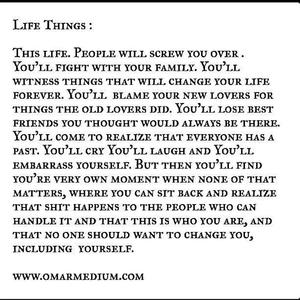 Life Things :
This life. People will screw you over .
You'll fight with your family. You'll
witness things that will change your life
forever. You'll  blame your new lovers for
things the old lovers did. You'll lose best
friends you thought would always be there.
You'll come to realize that everyone has a
past. You'll cry You'll laugh and You'll
embarrass yourself. But then you'll find
you're very own moment when none of that
matters, where you can sit back and realize
that shit happens to the people who can
handle it and that this is who you are, and
that no one should want to change you,
including  yourself.
www.omarmedium.com